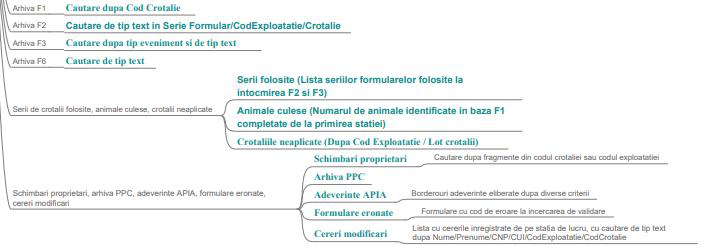 Arhiva F1 Cautare dupa Cod Crotalie
Arhiva F2 Cautare de tip text in Serie Formular/CodExploatatie/Crotalie
Arhiva F3 Cautare dupa tip eveniment si de tip text
Arhiva F6 Cautare de tip text
Serii de crotalii folosite, animale culese, crotalii neaplicate
Serii folosite (Lista seriilor formularelor folosite la
intocmirea F2 si F3)
Animale culese (Numarul de animale identificate in baza F1
completate de la primirea statiei)
Crotaliile neaplicate (Dupa Cod Exploatatie / Lot crotalii)
Schimbari proprietari, arhiva PPC, adeverinte APIA, formulare eronate,
cereri modificari
Schimbari proprietari Cautare dupa fragmente din codul crotaliei sau codul exploatatiei
Arhiva PPC
Adeverinte APIA Borderouri adeverinte eliberate dupa diverse criterii
Formulare eronate Formulare cu cod de eroare la incercarea de validare
Cereri modificari Lista cu cererile inregistrate de pe statia de lucru, cu cautare de tip text
dupa Nume/Prenume/CNP/CUI/CodExploatatie/CodCrotalie